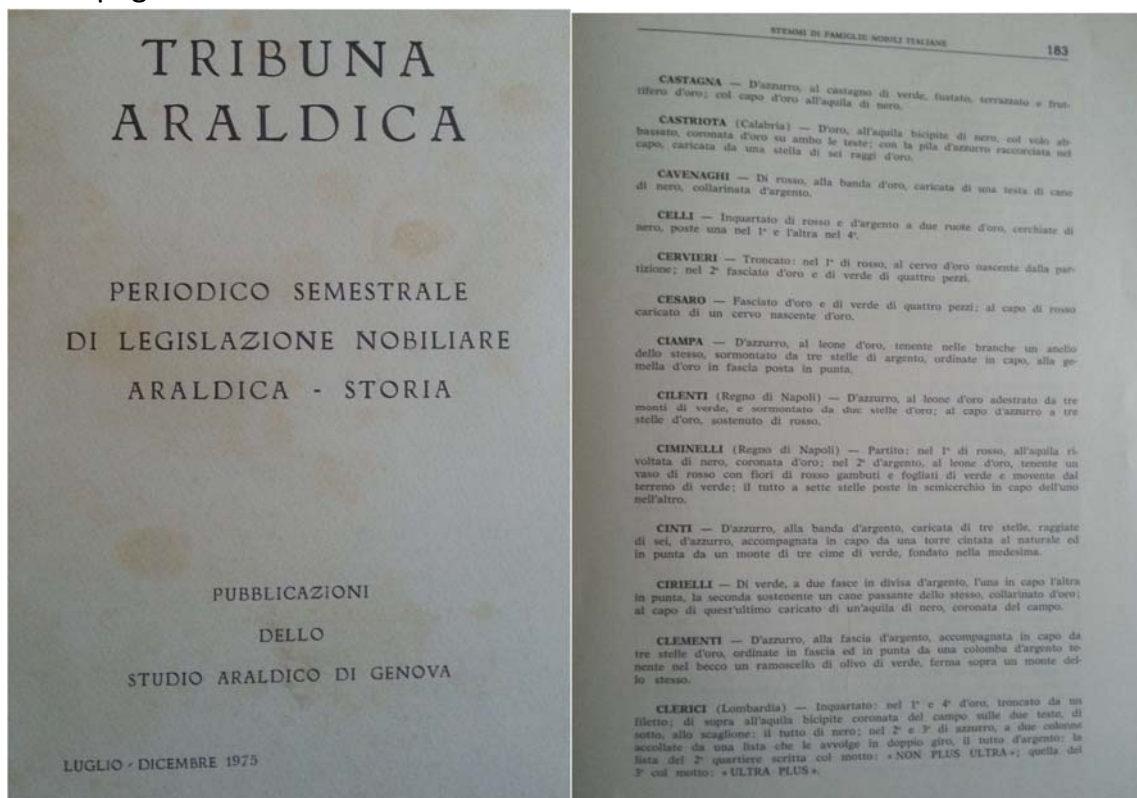 TRIBUNA
ARALDICA
PERIODICO SEMESTRALE
DI LEGISLAZIONE NOBILIARE
ARALDICA - STORIA
PUBBLICAZIONI
DELLO
STUDIO ARALDICO DI GENOVA
LUGLIO - DICEMBRE 1975
STEMMI DI FAMIGLIE NOBILI ITALIANE
183
CASTAGNA — D'azzurro, al castagno di verde, fustato, terrazzato e frut-
tifero d'oro; col capo d'oro all'aquila di nero.
CASTRIOTA (Calabria) — D'oro, all'aquila bicipite di nero, col volo ab-
bassato, coronata d'oro su ambo le teste; con la pila d'azzurro raccorciata nel
capo, caricata da una stella di sei raggi d'oro.
CAVENAGHI — Di rosso, alla banda d'oro, caricata di una testa di cane
di nero, collarinata d'argento.
CELLI — Inquartato di rosso e d'argento a due ruote d'oro, cerchiate di
nero, poste una nel 1° e l'altra nel 4°.
CERVIERI — Troncato: nel 1° di rosso, al cervo d'oro nascente dalla par-
tizione; nel 2° fasciato d'oro e di verde di quattro pezzi.
CESARO — Fasciato d'oro e di verde di quattro pezzi; al capo di rosso
caricato di un cervo nascente d'oro.
CIAMPA — D'azzurro, al leone d'oro, tenente nelle branche un anello
dello stesso, sormontato da tre stelle di argento, ordinate in capo, alla ge-
mella d'oro in fascia posta in punta.
CILENTI (Regno di Napoli) — D'azzurro, al leone d'oro adestrato da tre
monti di verde, e sormontato da due stelle d'oro; al capo d'azzurro a tre
stelle d'oro, sostenuto di rosso.
CIMINELLI (Regno di Napoli) — Partito: nel 1° di rosso, all'aquila ri-
voltata di nero, coronata d'oro; nel 2° d'argento, al leone d'oro, tenente un
vaso di rosso con fiori di rosso gambuti e fogliati di verde e movente dal
terreno di verde; il tutto a sette stelle poste in semicerchio in capo dell'uno
nell'altro.
CINTI — D'azzurro, alla banda d'argento, caricata di tre stelle, raggiate
di sei, d'azzurro, accompagnata in capo da una torre cintata al naturale ed
in punta da un monte di tre cime di verde, fondato nella medesima.
CIRIELLI — Di verde, a due fasce in divisa d'argento, l'una in capo l'altra
in punta, la seconda sostenente un cane passante dello stesso, collarinato d'oro;
al capo di quest'ultimo caricato di un'aquila di nero, coronata del campo.
CLEMENTI — D'azzurro, alla fascia d'argento, accompagnata in capo da
tre stelle d'oro, ordinate in fascia ed in punta da una colomba d'argento te-
nente nel becco un ramoscello di olivo di verde, ferma sopra un monte del-
lo stesso.
CLERICI (Lombardia) — Inquartato: nel 1° e 4° d'oro, troncato da un
filetto; di sopra all'aquila bicipite coronata del campo sulle due teste, di
sotto, allo scaglione: il tutto di nero; nel 2° e 3° di azzurro, a due colonne
accollate da una lista che le avvolge in doppio giro, il tutto d'argento: la
lista del 2° quartiere scritta col motto: «NON PLUS ULTRA»; quella del
3° col motto: «ULTRA PLUS».